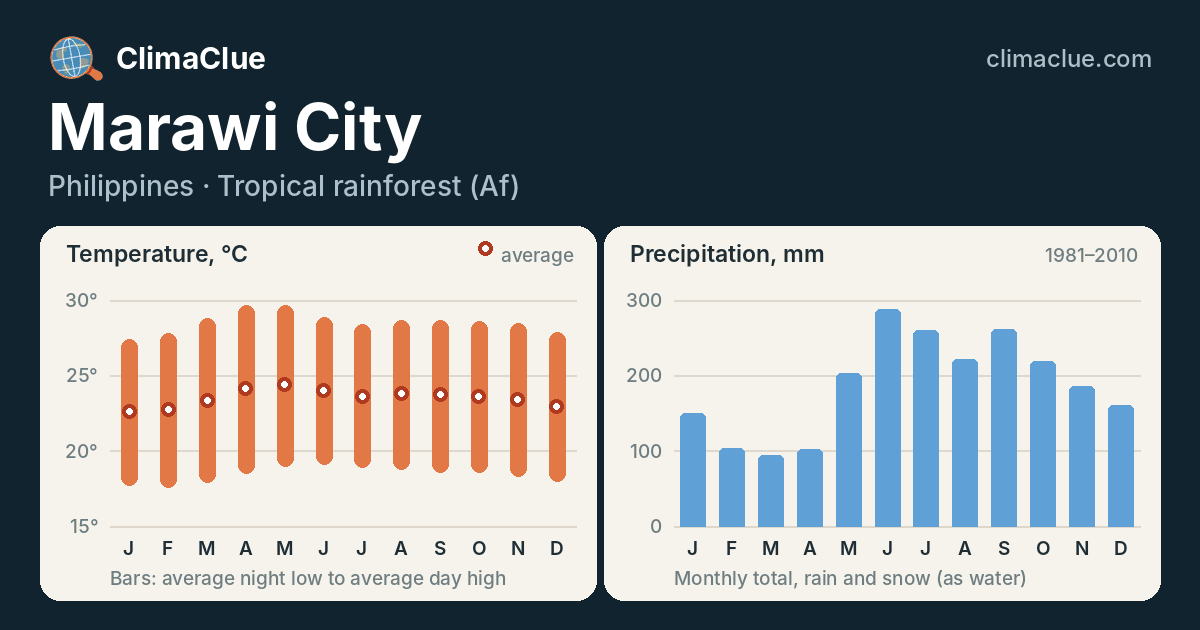 ClimaClue
climaclue.com
Marawi City
Philippines · Tropical rainforest (Af)
Temperature, °C
average
30°
25°
20°
15°
J F M A M J J A S O N D
Bars: average night low to average day high
Precipitation, mm
1981–2010
300
200
100
0
J F M A M J J A S O N D
Monthly total, rain and snow (as water)